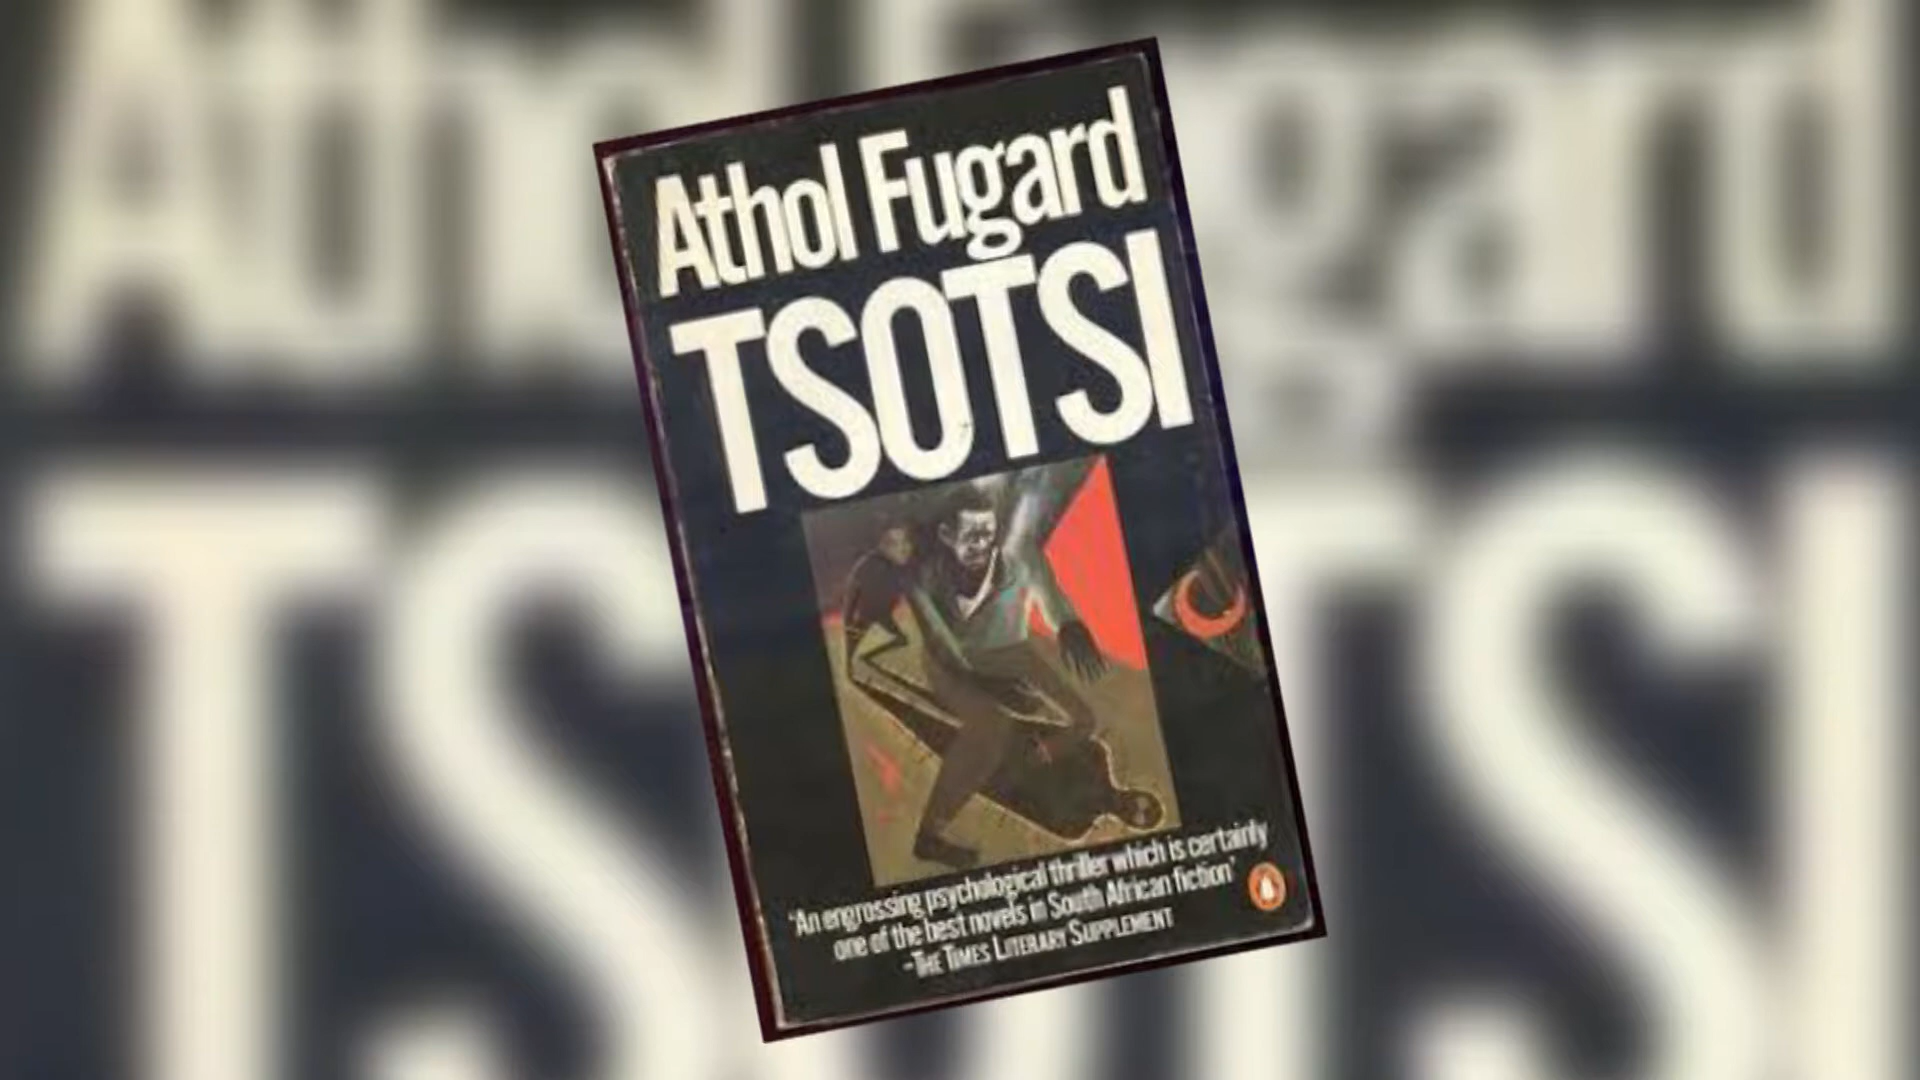 Athol Fugard
TSOTSI
'An engrossing psychological thriller which is certainly
one of the best novels in South African fiction'
-THE TIMES LITERARY SUPPLEMENT